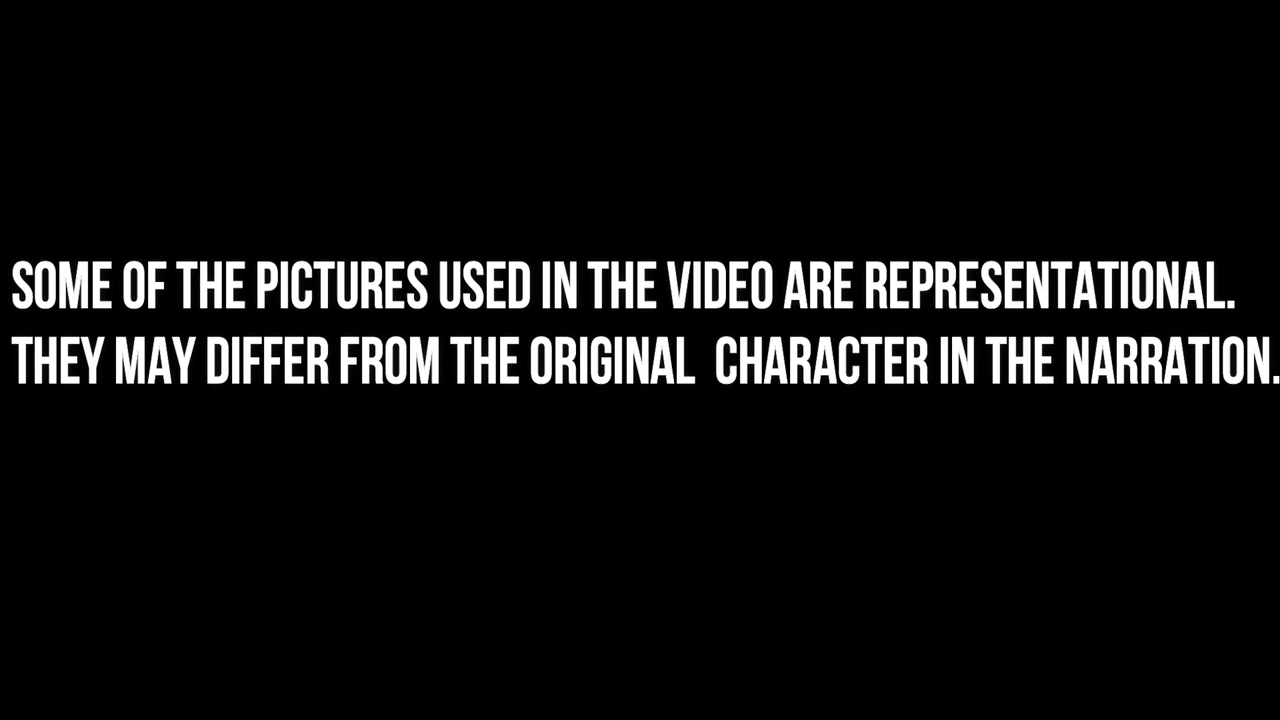 SOME OF THE PICTURES USED IN THE VIDEO ARE REPRESENTATIONAL.
THEY MAY DIFFER FROM THE ORIGINAL  CHARACTER IN THE NARRATION.